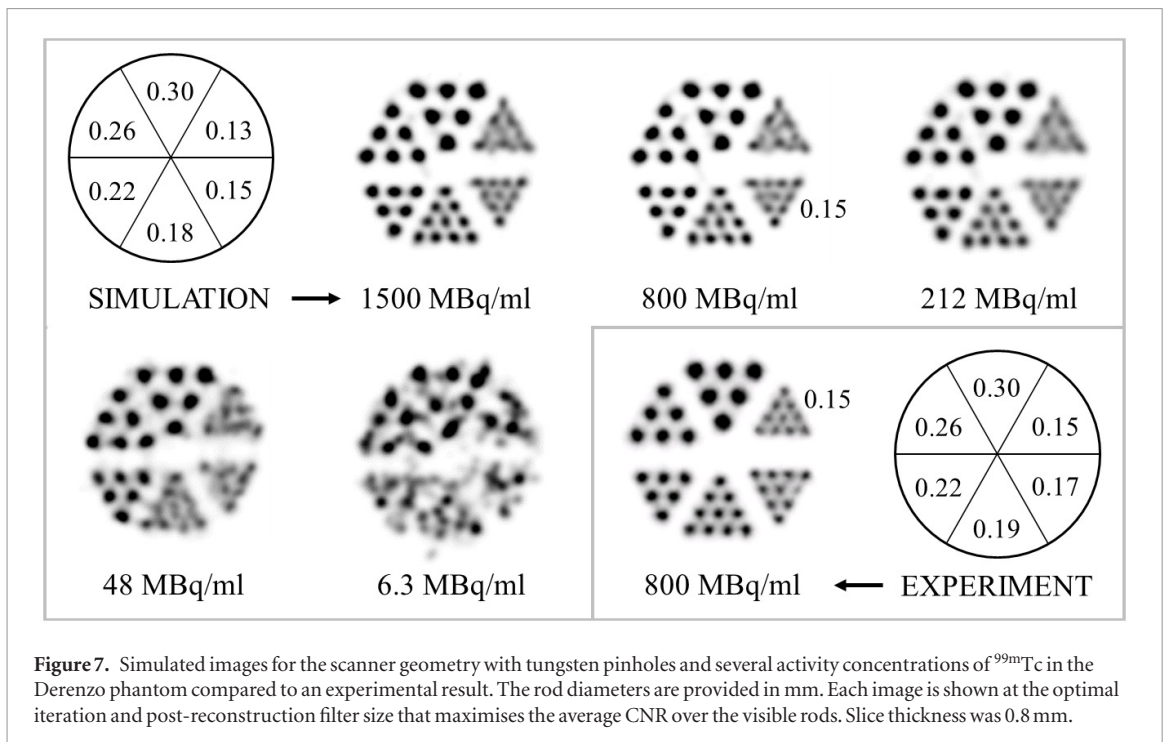 0.30
0.26 0.13
0.22 0.15
0.18
0.15
SIMULATION 1500 MBq/ml 800 MBq/ml 212 MBq/ml
0.15
0.30
0.26 0.15
0.22 0.17
0.19
48 MBq/ml 6.3 MBq/ml 800 MBq/ml EXPERIMENT
Figure 7. Simulated images for the scanner geometry with tungsten pinholes and several activity concentrations of ⁹⁹ᵐTc in the
Derenzo phantom compared to an experimental result. The rod diameters are provided in mm. Each image is shown at the optimal
iteration and post-reconstruction filter size that maximises the average CNR over the visible rods. Slice thickness was 0.8 mm.